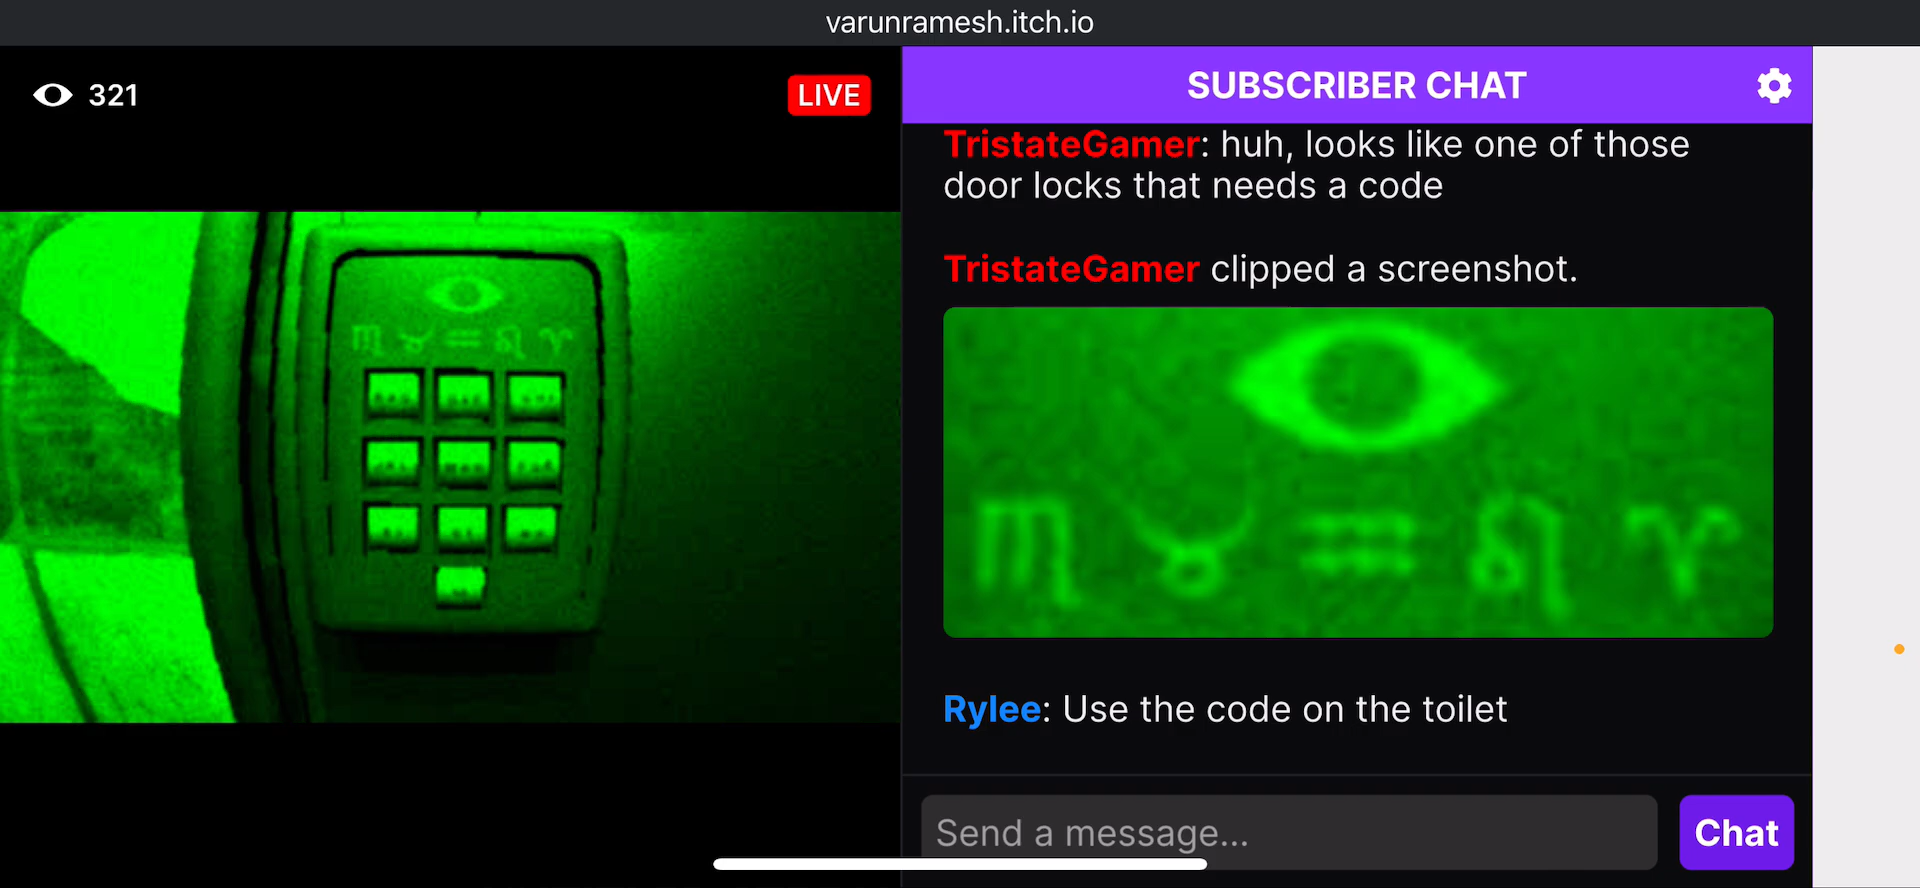 varunramesh.itch.io
321
LIVE
SUBSCRIBER CHAT
TristateGamer: huh, looks like one of those
door locks that needs a code
TristateGamer clipped a screenshot.
♏ ♉ ♒ ♌ ♈
Rylee: Use the code on the toilet
Send a message...
Chat